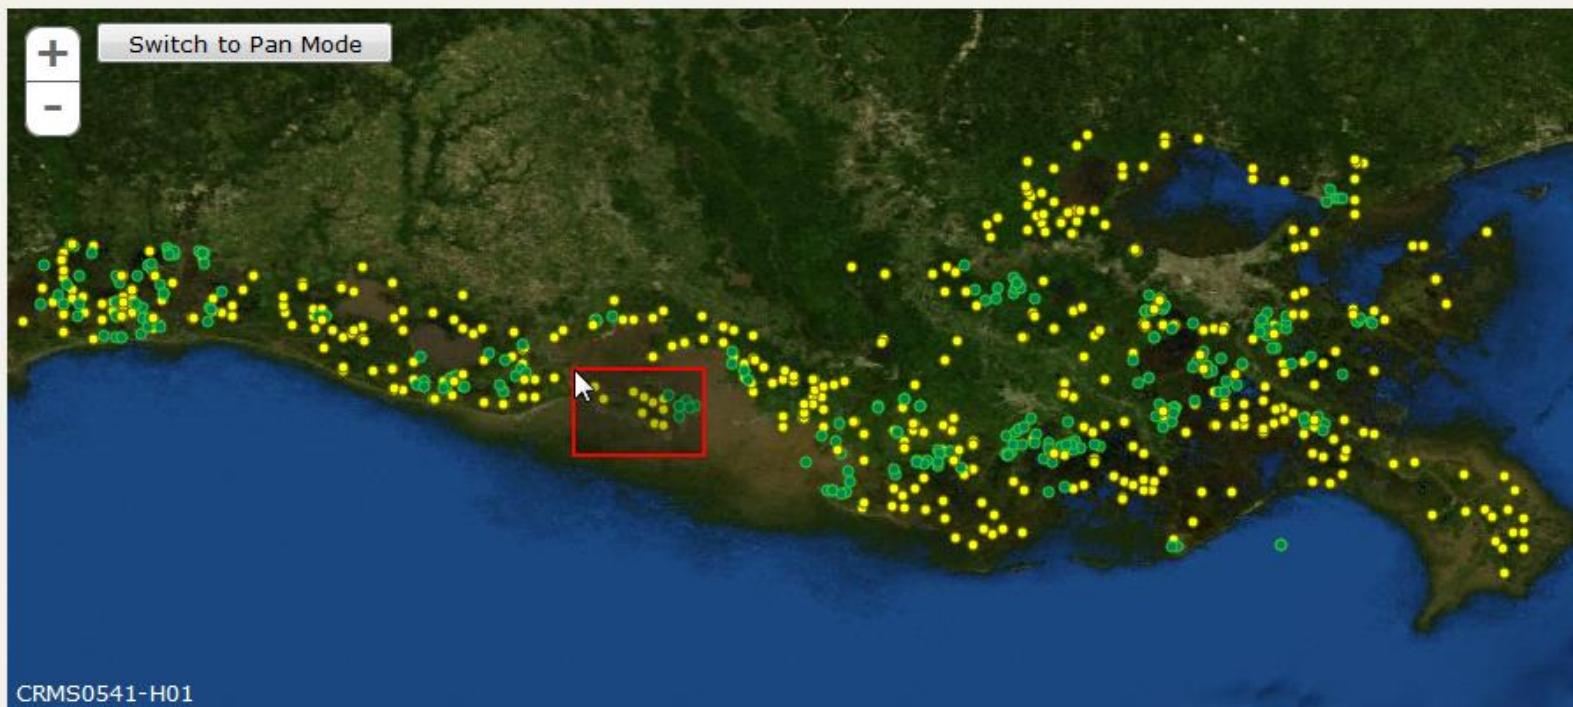 +
Switch to Pan Mode
-
CRMS0541-H01